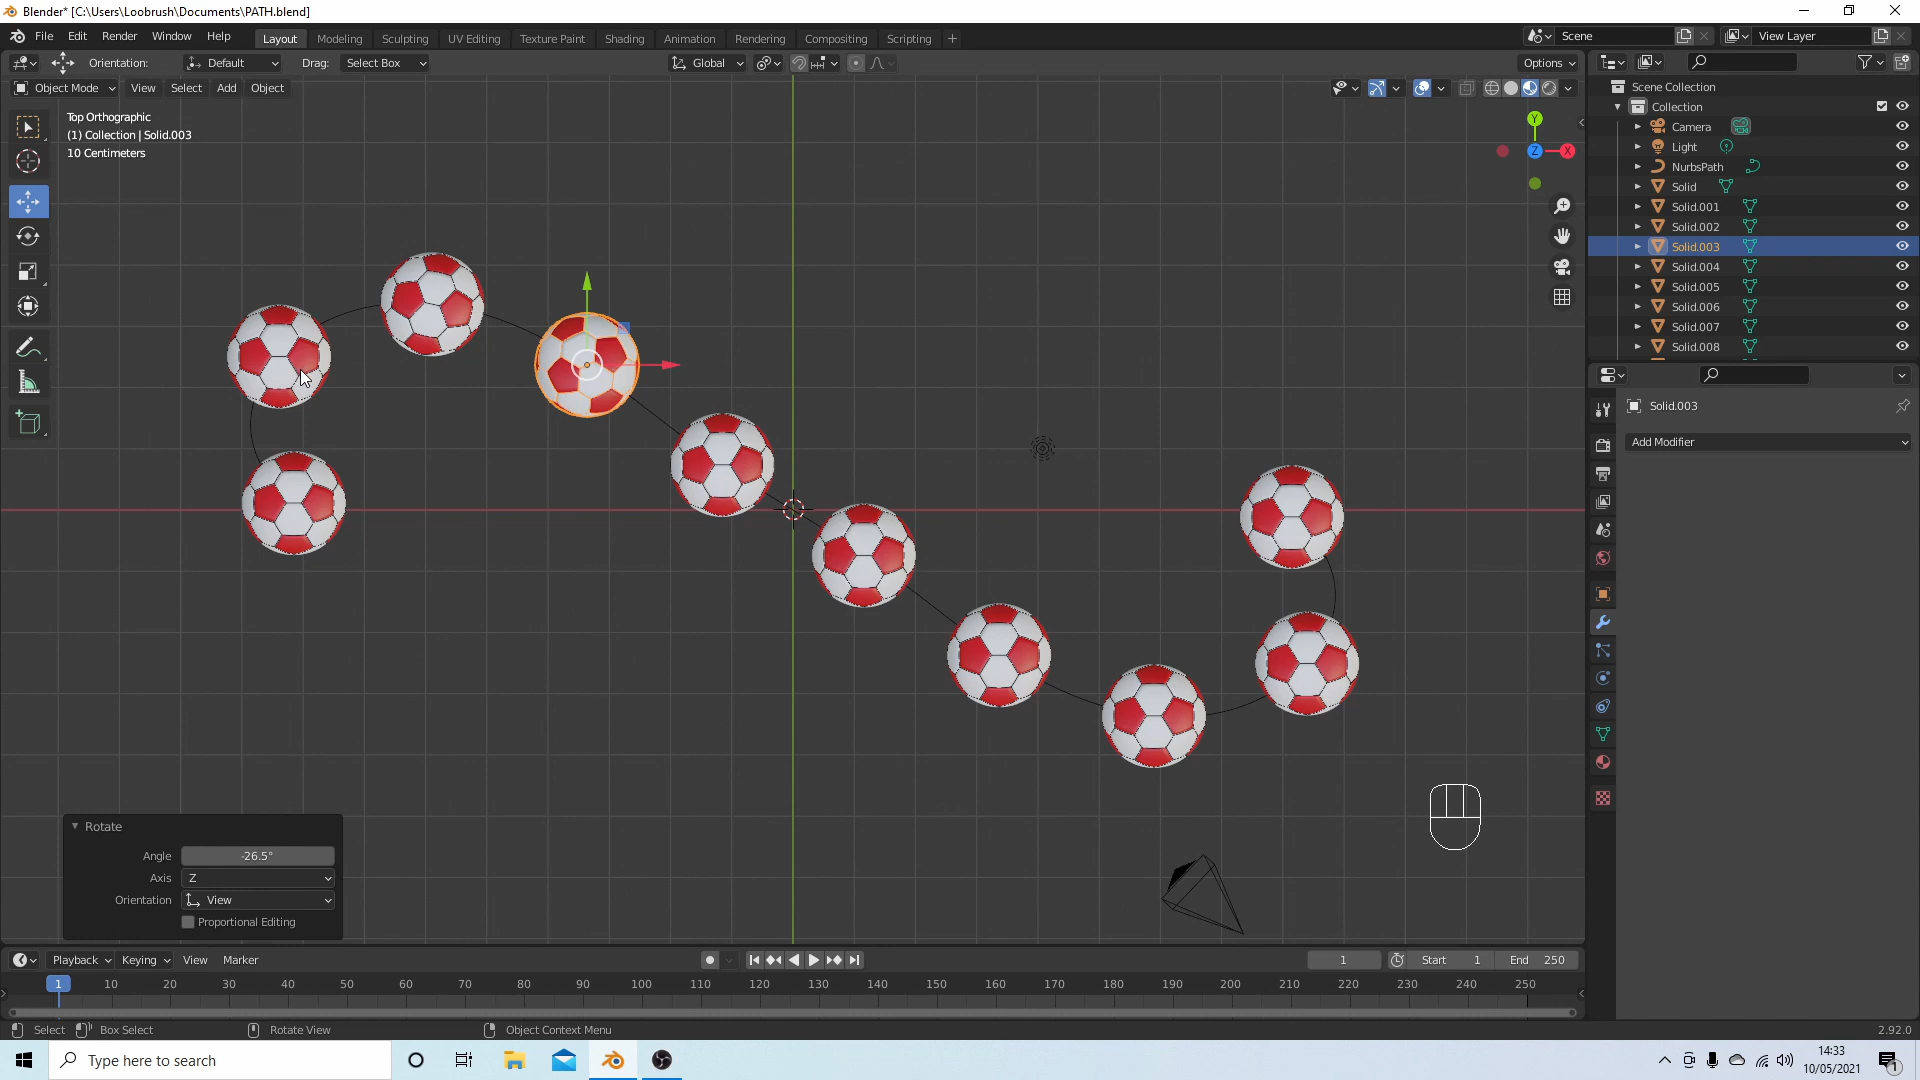 Blender* [C:\Users\Loobrush\Documents\PATH.blend]
File Edit Render Window Help Layout Modeling Sculpting UV Editing Texture Paint Shading Animation Rendering Compositing Scripting Scene View Layer
Orientation: Default Drag: Select Box Global Options
Object Mode View Select Add Object
Top Orthographic
(1) Collection | Solid.003
10 Centimeters
Y
Z X
Scene Collection
Collection
Camera
Light
NurbsPath
Solid
Solid.001
Solid.002
Solid.003
Solid.004
Solid.005
Solid.006
Solid.007
Solid.008
Solid.003
Add Modifier
Rotate
Angle -26.5°
Axis Z
Orientation View
Proportional Editing
Playback Keying View Marker 1 Start 1 End 250
1 10 20 30 40 50 60 70 80 90 100 110 120 130 140 150 160 170 180 190 200 210 220 230 240 250
Select Box Select Rotate View Object Context Menu 2.92.0
Type here to search
14:33
10/05/2021
1